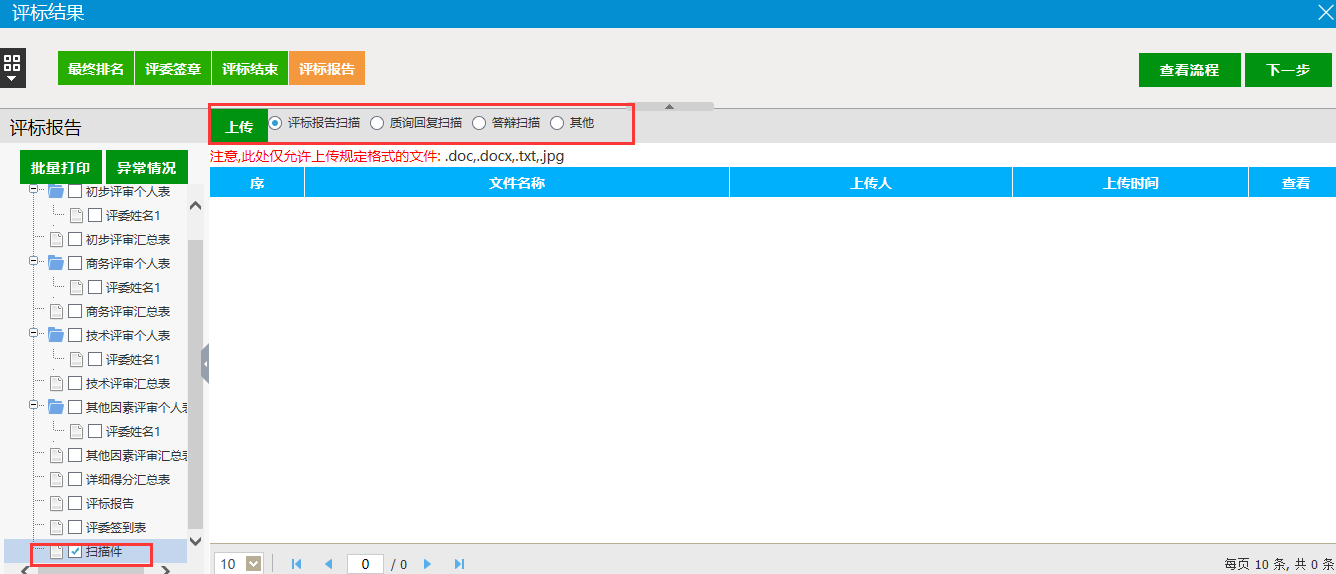 评标结果
最终排名 评委签章 评标结束 评标报告 查看流程 下一步
评标报告
上传 评标报告扫描 质询回复扫描 答辩扫描 其他
注意,此处仅允许上传规定格式的文件: .doc,.docx,.txt,.jpg
批量打印 异常情况
序 文件名称 上传人 上传时间 查看
初步评审个人表
评委姓名1
初步评审汇总表
商务评审个人表
评委姓名1
商务评审汇总表
技术评审个人表
评委姓名1
技术评审汇总表
其他因素评审个人表
评委姓名1
其他因素评审汇总表
详细得分汇总表
评标报告
评委签到表
扫描件
10 0 / 0 每页 10 条, 共 0 条